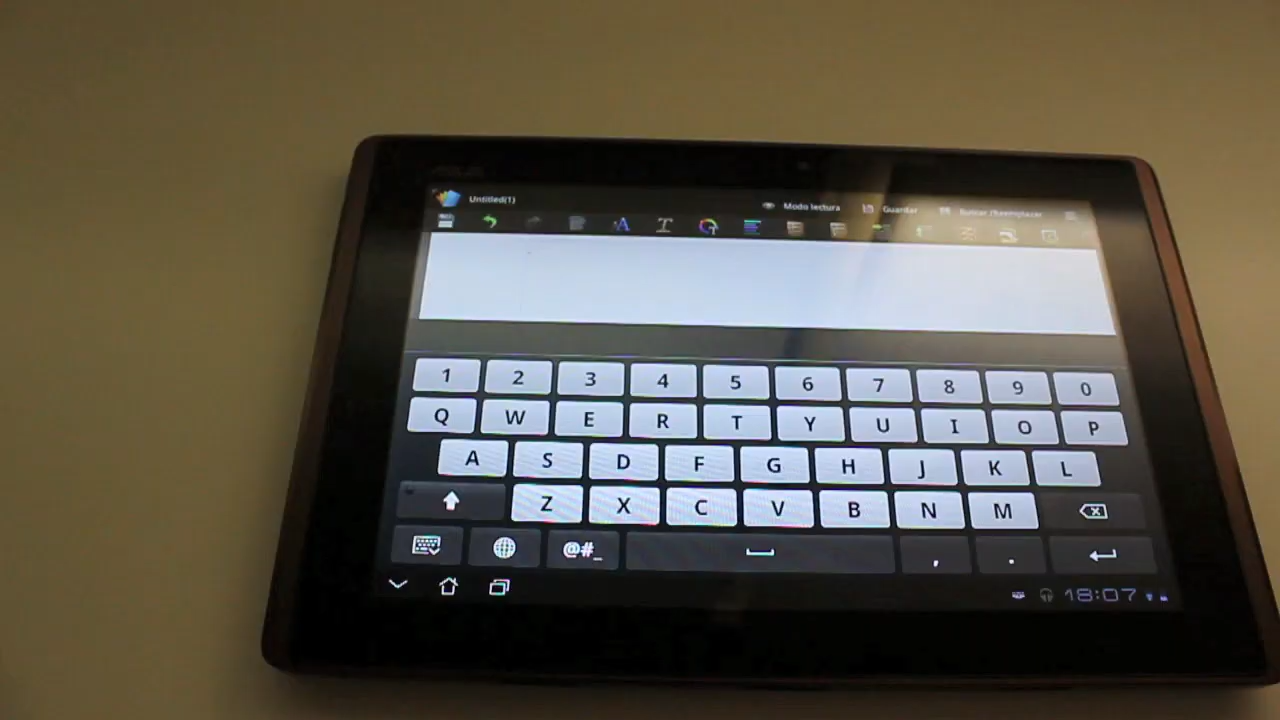 ASUS
Untitled(1) Modo lectura Guardar Buscar /Reemplazar
1 2 3 4 5 6 7 8 9 0
Q W E R T Y U I O P
A S D F G H J K L
Z X C V B N M
@#_ , .
18:07